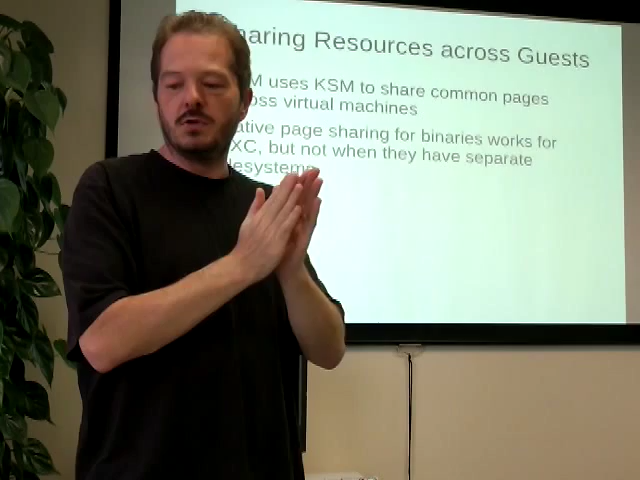 haring Resources across Guests
M uses KSM to share common pages
oss virtual machines
ative page sharing for binaries works for
XC, but not when they have separate
lesystems